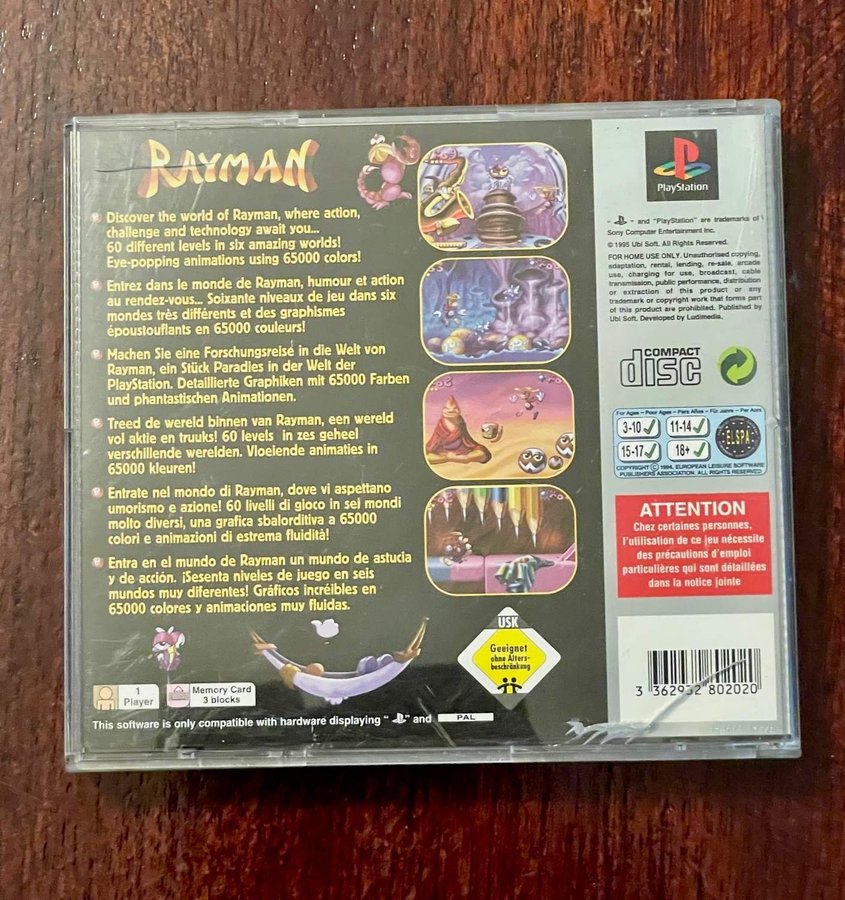 RAYMAN
Discover the world of Rayman, where action,
challenge and technology await you...
60 different levels in six amazing worlds!
Eye-popping animations using 65000 colors!
Entrez dans le monde de Rayman, humour et action
au rendez-vous... Soixante niveaux de jeu dans six
mondes très différents et des graphismes
époustouflants en 65000 couleurs!
Machen Sie eine Forschungsreise in die Welt von
Rayman, ein Stück Paradies in der Welt der
PlayStation. Detaillierte Graphiken mit 65000 Farben
und phantastischen Animationen.
Treed de wereld binnen van Rayman, een wereld
vol aktie en truuks! 60 levels in zes geheel
verschillende werelden. Vloeiende animaties in
65000 kleuren!
Entrate nel mondo di Rayman, dove vi aspettano
umorismo e azione! 60 livelli di gioco in sei mondi
molto diversi, una grafica sbalorditiva a 65000
colori e animazioni di estrema fluidità!
Entra en el mundo de Rayman un mundo de astucia
y de acción. ¡Sesenta niveles de juego en seis
mundos muy diferentes! Gráficos incréibles en
65000 colores y animaciones muy fluidas.
1
Player
Memory Card
3 blocks
This software is only compatible with hardware displaying " " and PAL
USK
Geeignet
ohne Alters-
beschränkung
PlayStation
" " and "PlayStation" are trademarks of
Sony Computer Entertainment Inc.
© 1995 Ubi Soft. All Rights Reserved.
FOR HOME USE ONLY. Unauthorised copying,
adaptation, rental, lending, re-sale, arcade
use, charging for use, broadcast, cable
transmission, public performance, distribution
or extraction of this product or any
trademark or copyright work that forms part
of this product are prohibited. Published by
Ubi Soft. Developed by Ludimedia.
COMPACT
disc
For Ages - Pour Ages - Para Años - Für Jahre - Per Anni
3-10 11-14
15-17 18+
ELSPA
COPYRIGHT © 1994, EUROPEAN LEISURE SOFTWARE
PUBLISHERS ASSOCIATION. ALL RIGHTS RESERVED
ATTENTION
Chez certaines personnes,
l'utilisation de ce jeu nécessite
des précautions d'emploi
particulières qui sont détaillées
dans la notice jointe
3 362932 802020